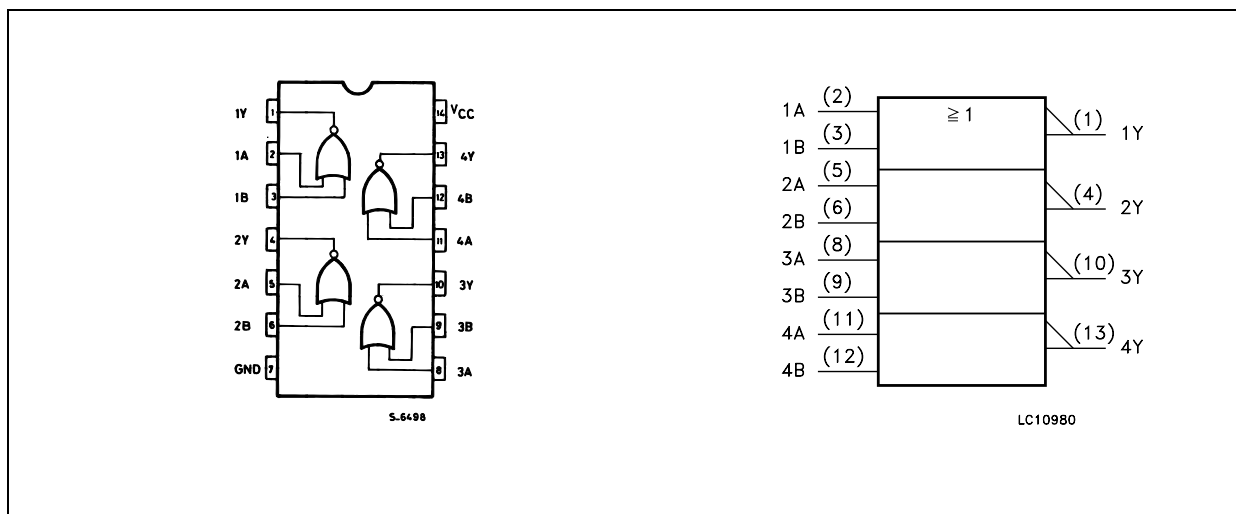 1Y 1 14 VCC
1A 2 13 4Y
1B 3 12 4B
2Y 4 11 4A
2A 5 10 3Y
2B 6 9 3B
GND 7 8 3A
S-6498
1A (2) ≧1 (1) 1Y
1B (3)
2A (5) (4) 2Y
2B (6)
3A (8) (10) 3Y
3B (9)
4A (11) (13) 4Y
4B (12)
LC10980